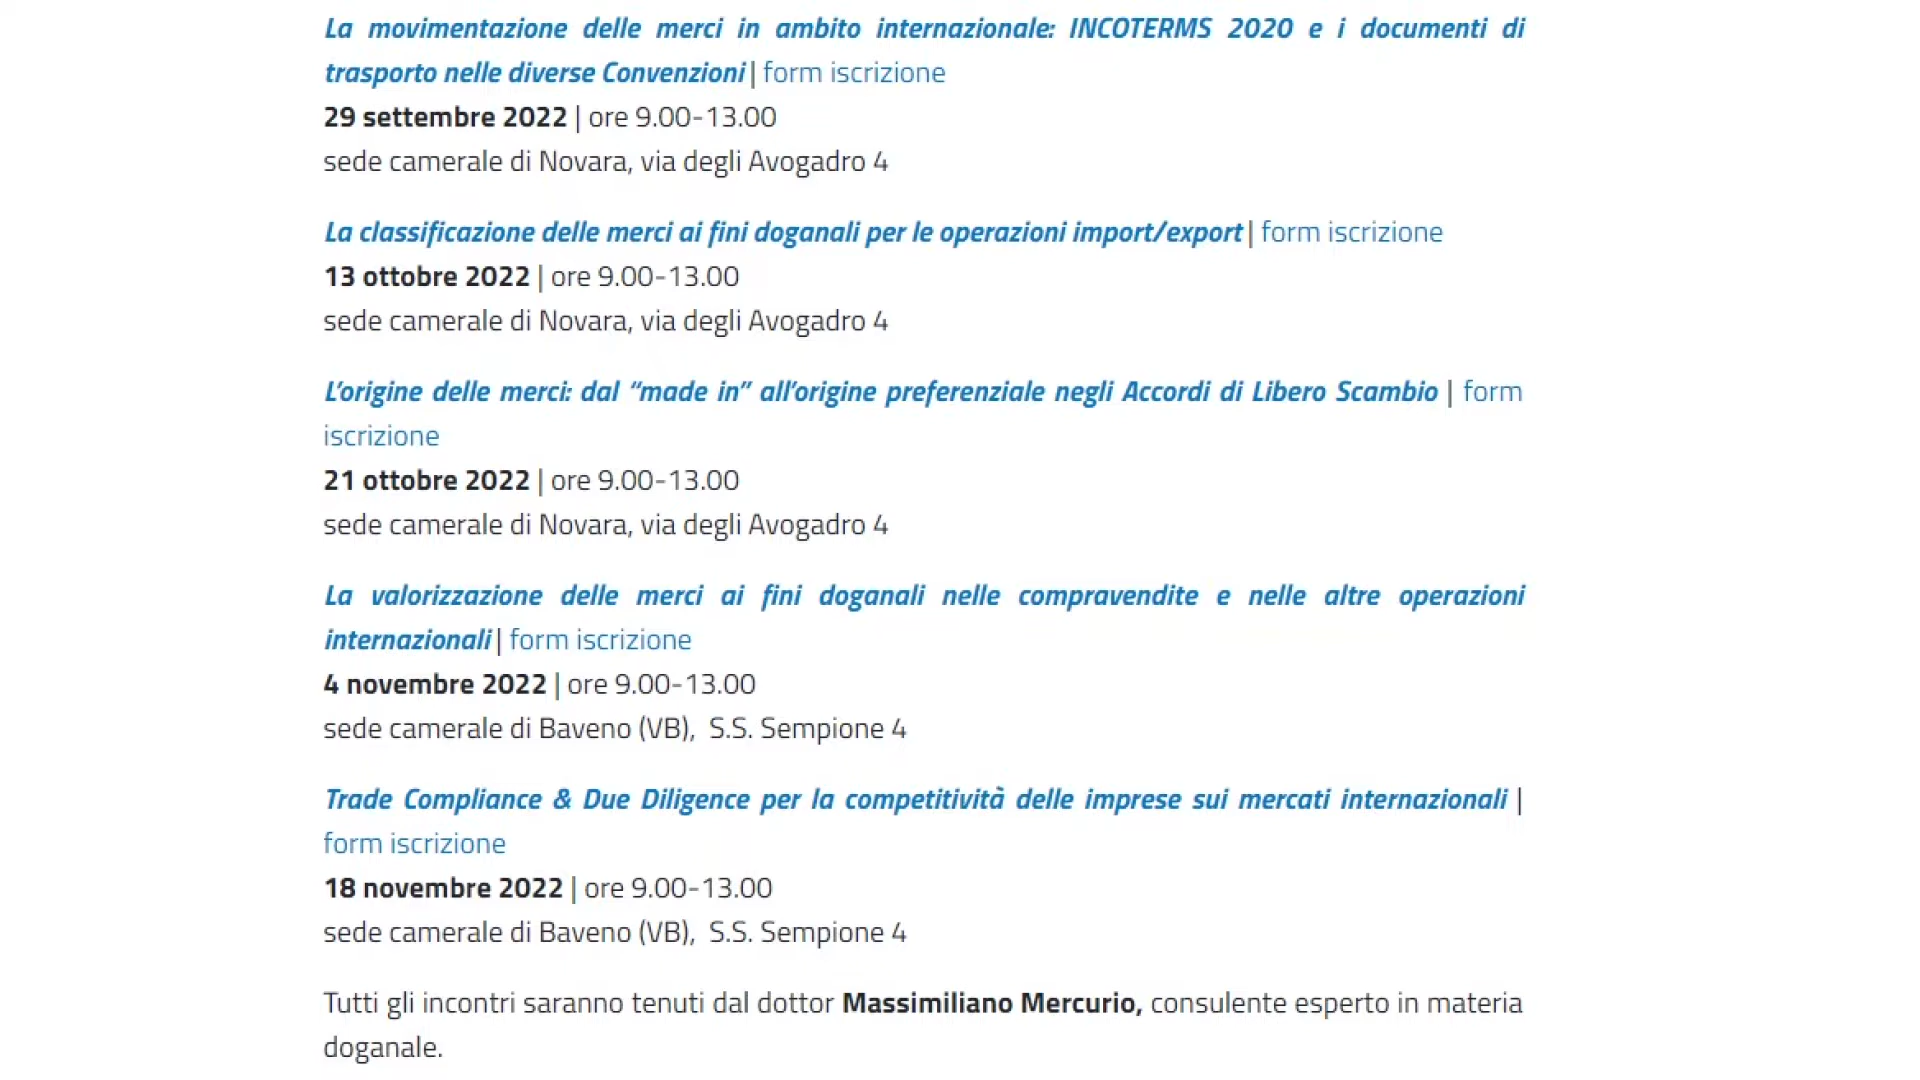 La movimentazione delle merci in ambito internazionale: INCOTERMS 2020 e i documenti di
trasporto nelle diverse Convenzioni | form iscrizione
29 settembre 2022 | ore 9.00-13.00
sede camerale di Novara, via degli Avogadro 4
La classificazione delle merci ai fini doganali per le operazioni import/export | form iscrizione
13 ottobre 2022 | ore 9.00-13.00
sede camerale di Novara, via degli Avogadro 4
L’origine delle merci: dal “made in” all’origine preferenziale negli Accordi di Libero Scambio | form
iscrizione
21 ottobre 2022 | ore 9.00-13.00
sede camerale di Novara, via degli Avogadro 4
La valorizzazione delle merci ai fini doganali nelle compravendite e nelle altre operazioni
internazionali | form iscrizione
4 novembre 2022 | ore 9.00-13.00
sede camerale di Baveno (VB), S.S. Sempione 4
Trade Compliance & Due Diligence per la competitività delle imprese sui mercati internazionali |
form iscrizione
18 novembre 2022 | ore 9.00-13.00
sede camerale di Baveno (VB), S.S. Sempione 4
Tutti gli incontri saranno tenuti dal dottor Massimiliano Mercurio, consulente esperto in materia
doganale.